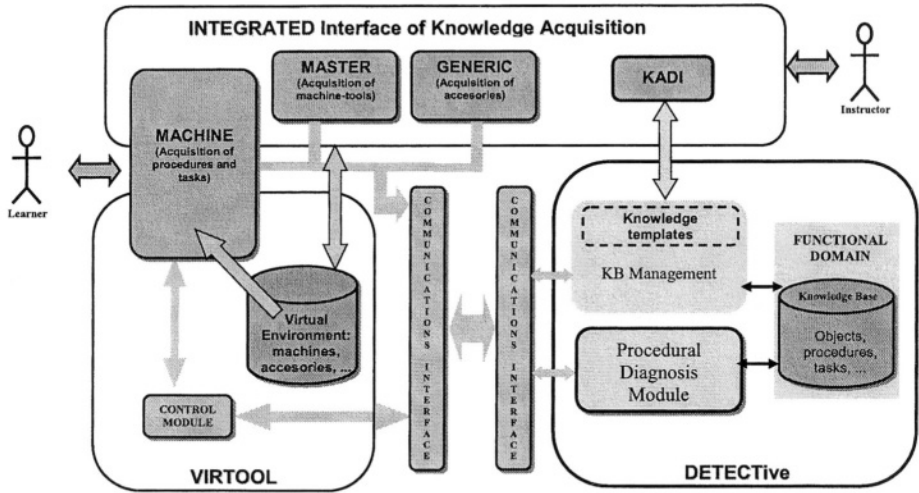 INTEGRATED Interface of Knowledge Acquisition
MASTER
(Acquisition of
machine-tools)
GENERIC
(Acquisition of
accesories)
KADI
Instructor
MACHINE
(Acquisition of
procedures and
tasks)
Learner
COMMUNICATIONS INTERFACE
COMMUNICATIONS INTERFACE
Knowledge
templates
KB Management
FUNCTIONAL
DOMAIN
Knowledge Base
Objects,
procedures,
tasks, ...
Virtual
Environment:
machines,
accesories, ...
Procedural
Diagnosis
Module
CONTROL
MODULE
VIRTOOL
DETECTive